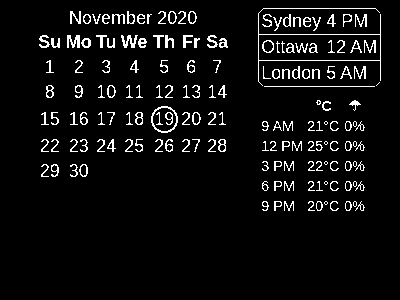 November 2020
Su Mo Tu We Th Fr Sa
1 2 3 4 5 6 7
8 9 10 11 12 13 14
15 16 17 18 19 20 21
22 23 24 25 26 27 28
29 30
Sydney 4 PM
Ottawa 12 AM
London 5 AM
°C ☂
9 AM 21°C 0%
12 PM 25°C 0%
3 PM 22°C 0%
6 PM 21°C 0%
9 PM 20°C 0%